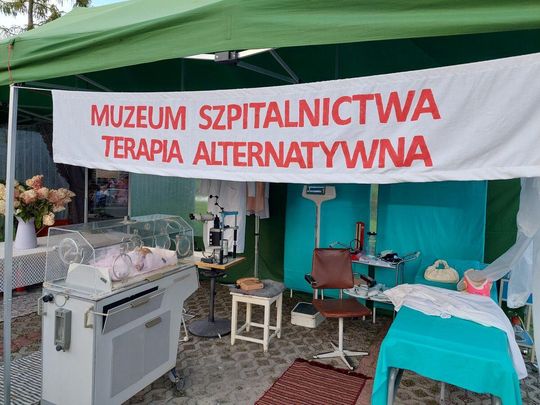 MUZEUM SZPITALNICTWA
TERAPIA ALTERNATYWNA